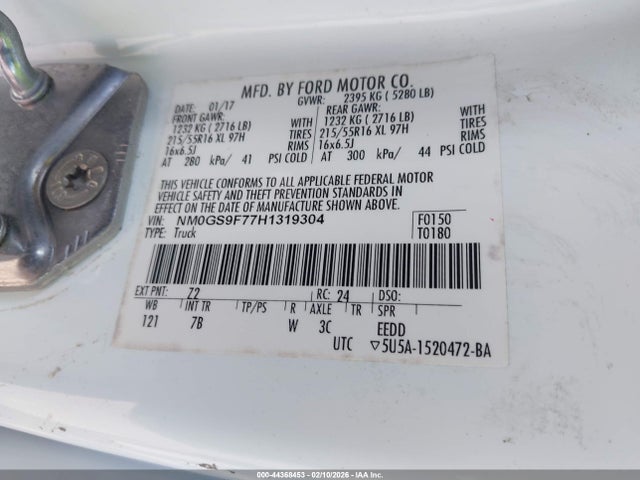 MFD. BY FORD MOTOR CO.
DATE: 01/17 GVWR: 2395 KG ( 5280 LB)
FRONT GAWR: REAR GAWR:
1232 KG ( 2716 LB) WITH 1232 KG ( 2716 LB) WITH
215/55R16 XL 97H TIRES 215/55R16 XL 97H TIRES
16x6.5J RIMS 16x6.5J RIMS
AT 280 kPa/ 41 PSI COLD AT 300 kPa/ 44 PSI COLD
THIS VEHICLE CONFORMS TO ALL APPLICABLE FEDERAL MOTOR
VEHICLE SAFETY AND THEFT PREVENTION STANDARDS IN
EFFECT ON THE DATE OF MANUFACTURE SHOWN ABOVE.
VIN: NM0GS9F77H1319304 F0150
TYPE: Truck T0180
EXT PNT: Z2 RC: 24 DSO:
WB INT TR TP/PS R AXLE TR SPR
121 7B W 3C EEDD
UTC ▽5U5A-1520472-BA
000-44368453 - 02/10/2026 - IAA Inc.